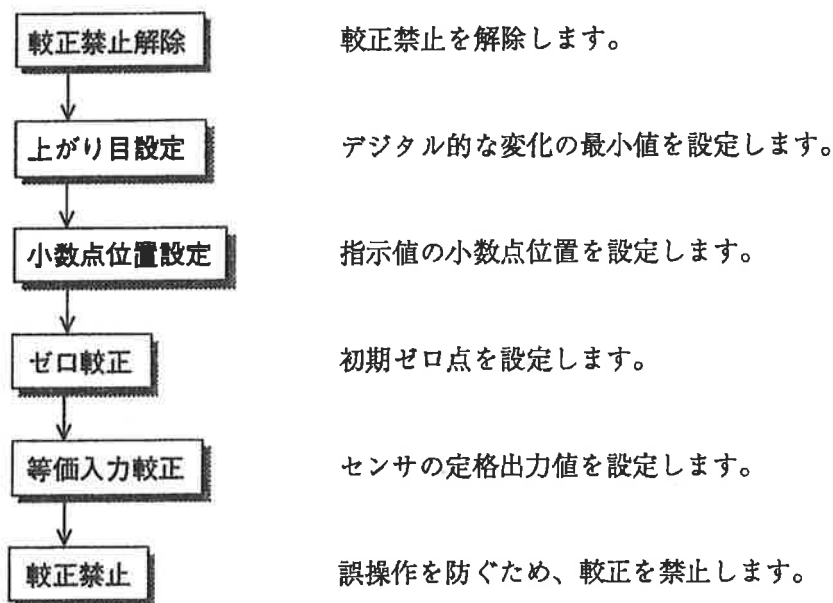 較正禁止解除
較正禁止を解除します。
上がり目設定
デジタル的な変化の最小値を設定します。
小数点位置設定
指示値の小数点位置を設定します。
ゼロ較正
初期ゼロ点を設定します。
等価入力較正
センサの定格出力値を設定します。
較正禁止
誤操作を防ぐため、較正を禁止します。